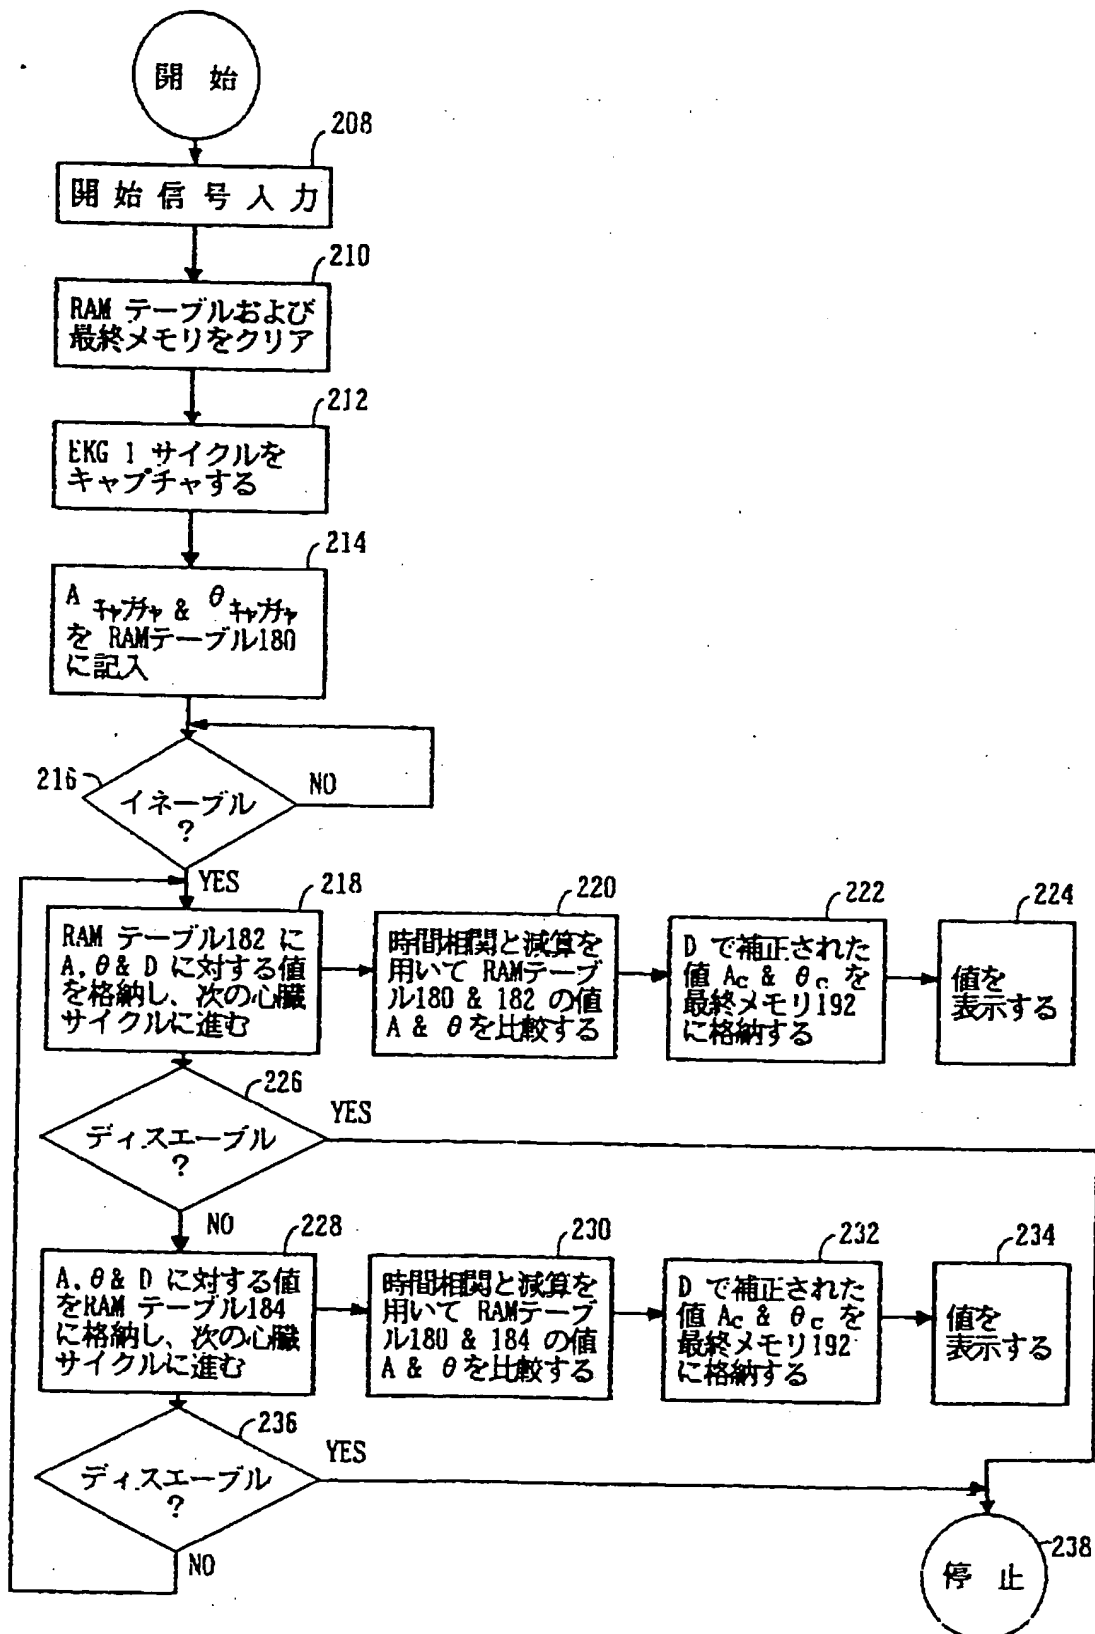 開始
208
開始信号入力
210
RAM テーブルおよび
最終メモリをクリア
212
EKG 1 サイクルを
キャプチャする
214
A キャプチャ & θ キャプチャ
を RAMテーブル180
に記入
216
イネーブル
?
NO
YES
218
RAM テーブル182 に
A, θ & D に対する値
を格納し、次の心臓
サイクルに進む
220
時間相関と減算を
用いて RAMテーブ
ル180 & 182 の値
A & θ を比較する
222
D で補正された
値 Ac & θc を
最終メモリ192
に格納する
224
値を
表示する
226
ディスエーブル
?
YES
NO
228
A, θ & D に対する値
をRAM テーブル184
に格納し、次の心臓
サイクルに進む
230
時間相関と減算を
用いて RAMテーブ
ル180 & 184 の値
A & θ を比較する
232
D で補正された
値 Ac & θc を
最終メモリ192
に格納する
234
値を
表示する
236
ディスエーブル
?
YES
NO
238
停止